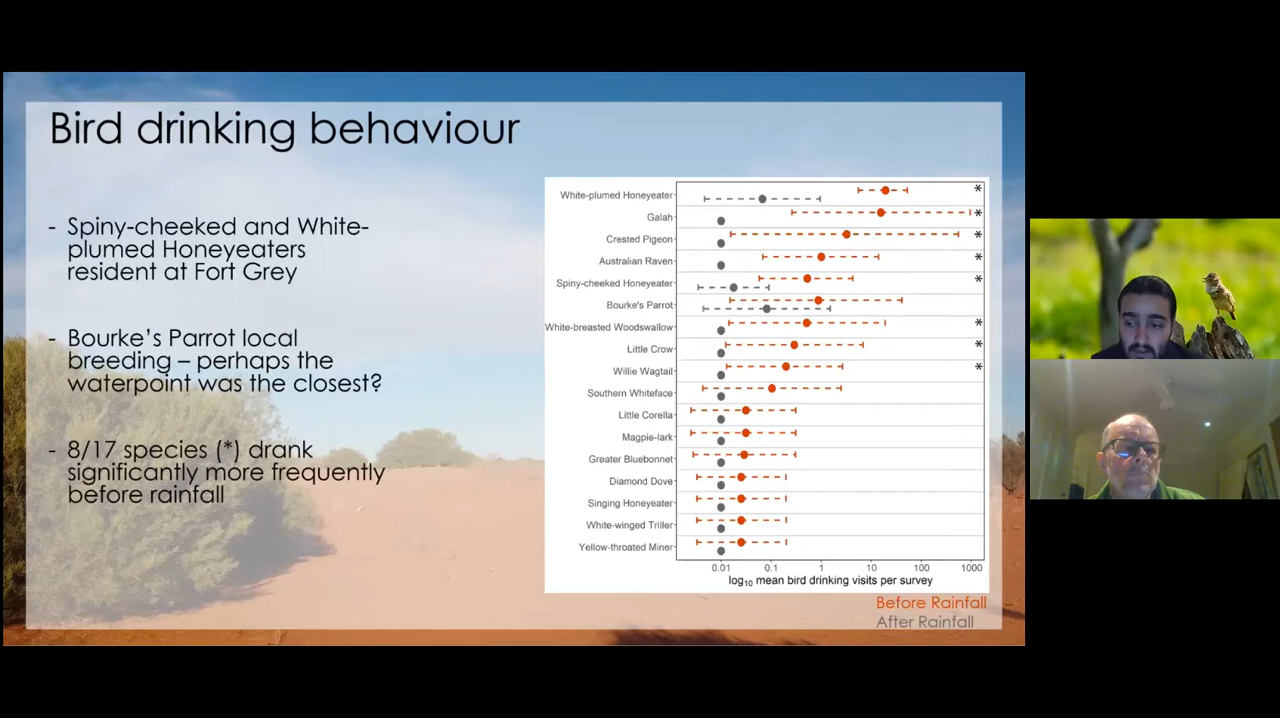 Bird drinking behaviour
- Spiny-cheeked and White-
plumed Honeyeaters
resident at Fort Grey
- Bourke's Parrot local
breeding – perhaps the
waterpoint was the closest?
- 8/17 species (*) drank
significantly more frequently
before rainfall
White-plumed Honeyeater *
Galah *
Crested Pigeon *
Australian Raven *
Spiny-cheeked Honeyeater *
Bourke's Parrot
White-breasted Woodswallow *
Little Crow *
Willie Wagtail *
Southern Whiteface
Little Corella
Magpie-lark
Greater Bluebonnet
Diamond Dove
Singing Honeyeater
White-winged Triller
Yellow-throated Miner
0.01 0.1 1 10 100 1000
log10 mean bird drinking visits per survey
Before Rainfall
After Rainfall